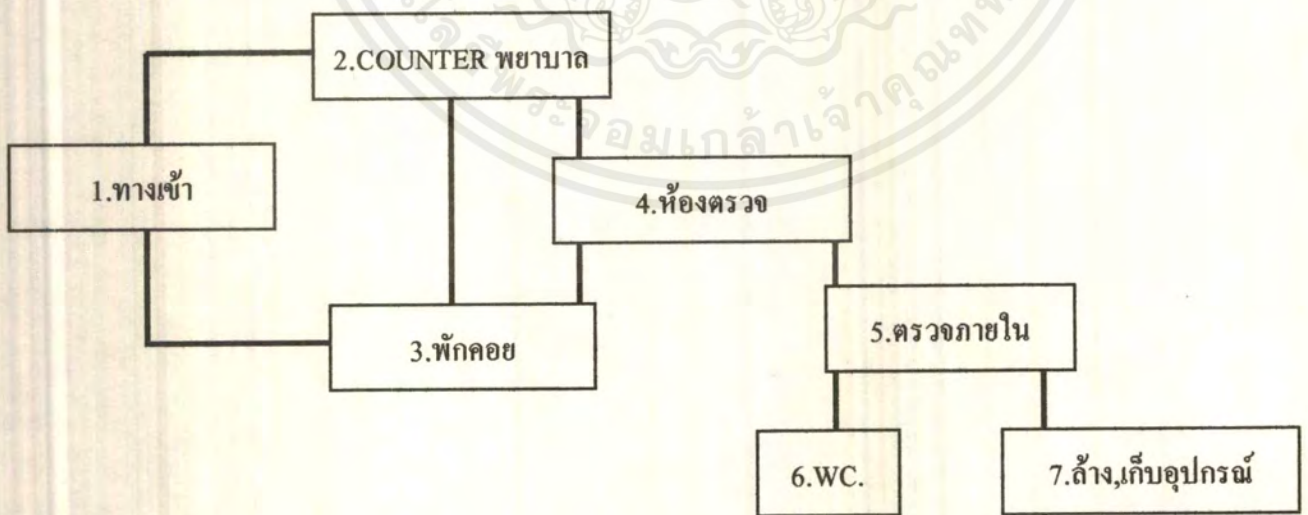 2.COUNTER พยาบาล
1.ทางเข้า
4.ห้องตรวจ
3.พักคอย
5.ตรวจภายใน
6.WC.
7.ล้าง,เก็บอุปกรณ์